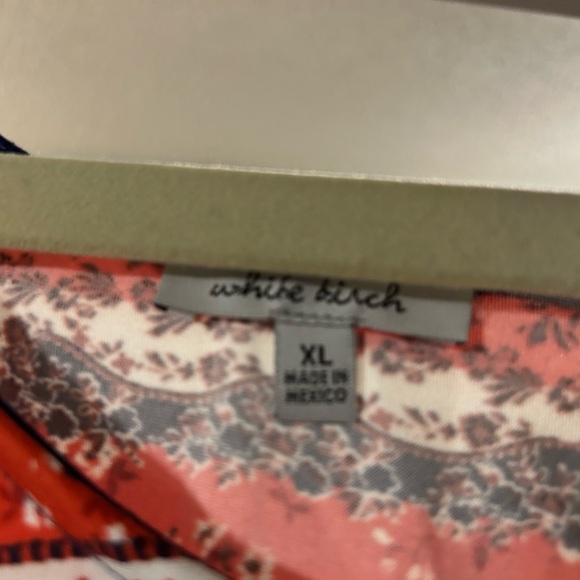 white birch
XL
MADE IN
MEXICO